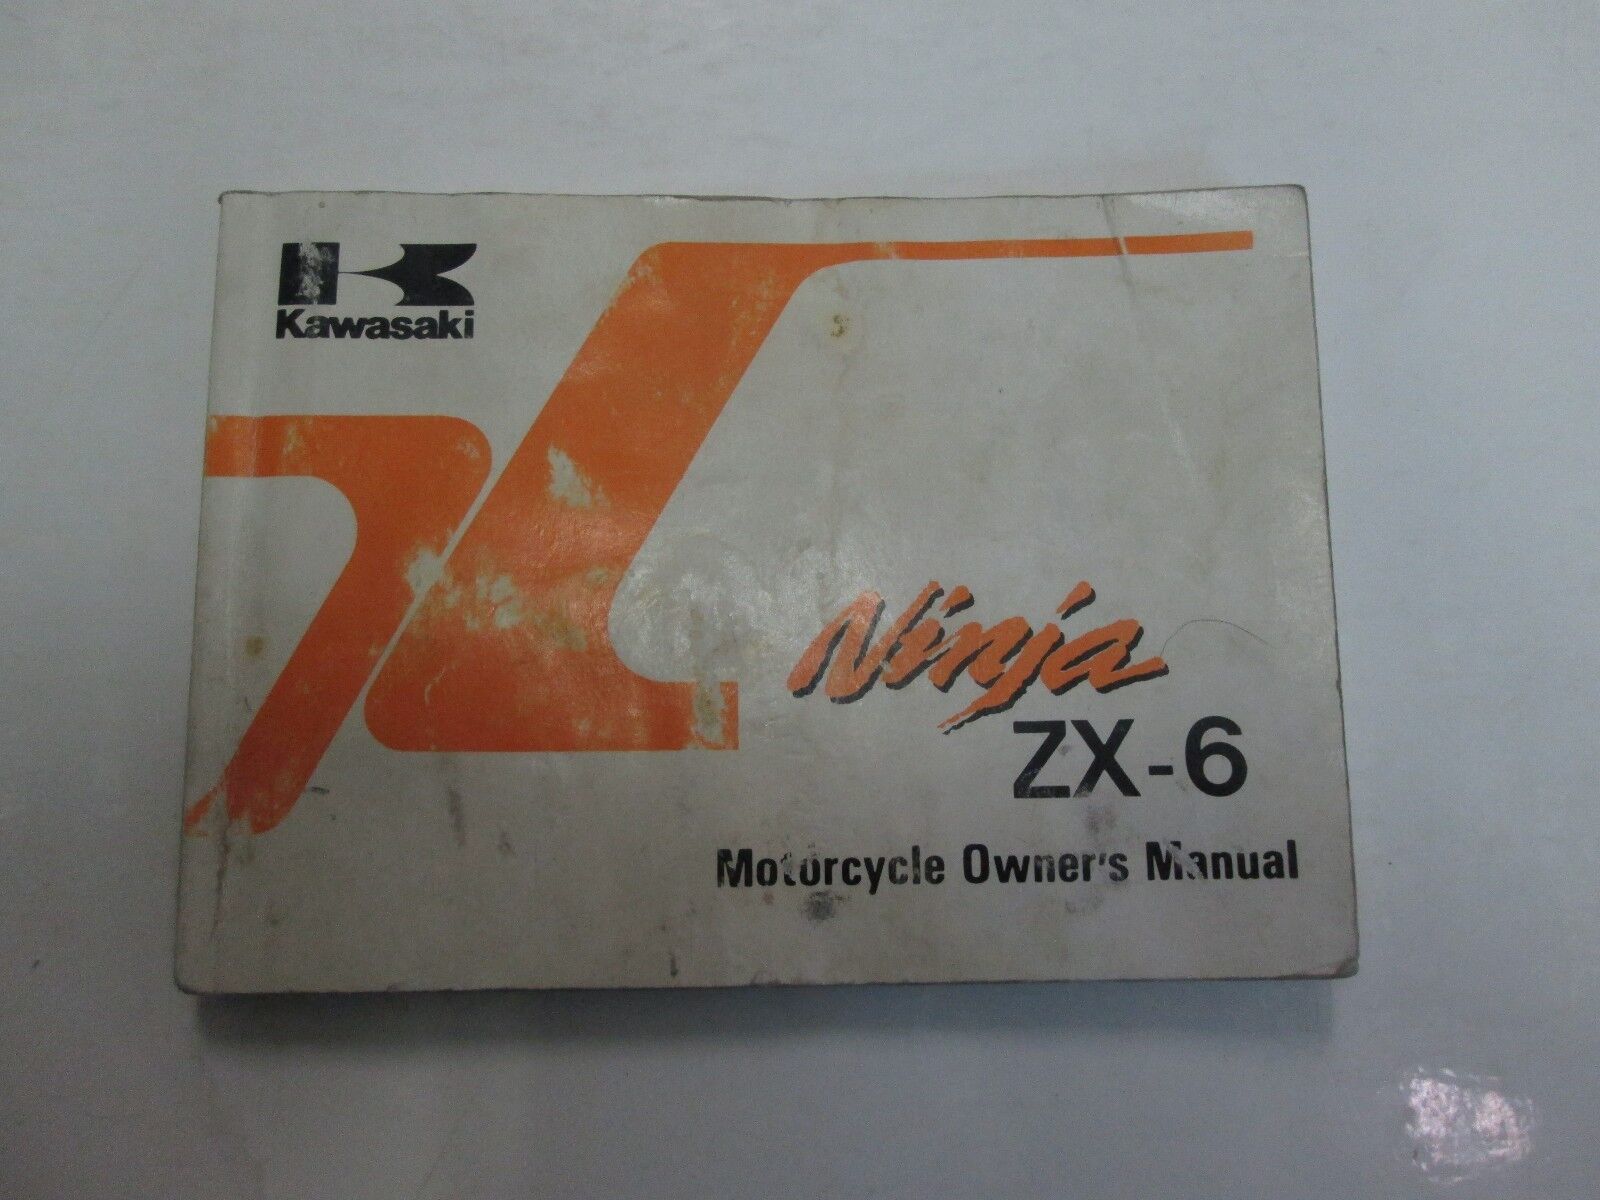 Kawasaki
Ninja
ZX-6
Motorcycle Owner's Manual